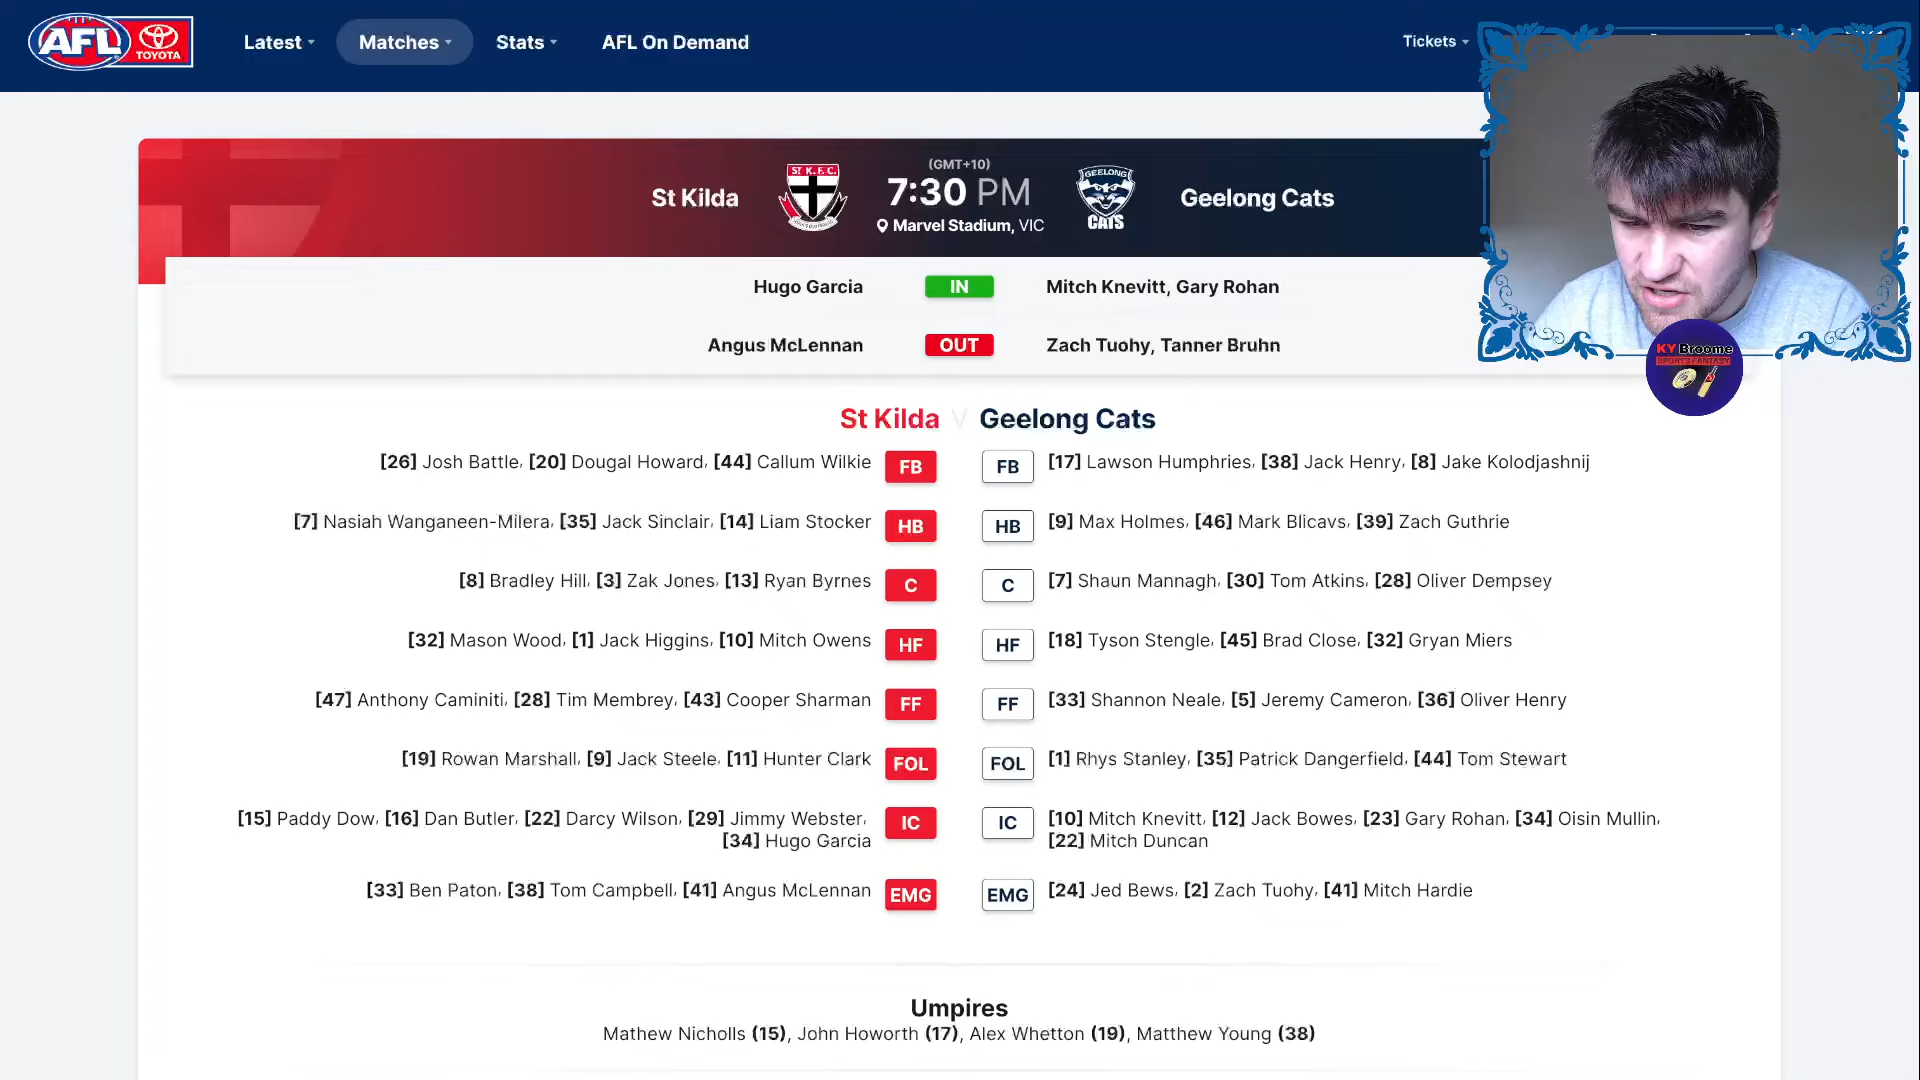 AFL
TOYOTA
Latest
Matches
Stats
AFL On Demand
Tickets
St Kilda
ST K.F.C.
(GMT+10)
7:30 PM
Marvel Stadium, VIC
GEELONG
CATS
Geelong Cats
Hugo Garcia IN Mitch Knevitt, Gary Rohan
Angus McLennan OUT Zach Tuohy, Tanner Bruhn
KYBroome
SPORTS FANTASY
St Kilda V Geelong Cats
[26] Josh Battle, [20] Dougal Howard, [44] Callum Wilkie FB FB [17] Lawson Humphries, [38] Jack Henry, [8] Jake Kolodjashnij
[7] Nasiah Wanganeen-Milera, [35] Jack Sinclair, [14] Liam Stocker HB HB [9] Max Holmes, [46] Mark Blicavs, [39] Zach Guthrie
[8] Bradley Hill, [3] Zak Jones, [13] Ryan Byrnes C C [7] Shaun Mannagh, [30] Tom Atkins, [28] Oliver Dempsey
[32] Mason Wood, [1] Jack Higgins, [10] Mitch Owens HF HF [18] Tyson Stengle, [45] Brad Close, [32] Gryan Miers
[47] Anthony Caminiti, [28] Tim Membrey, [43] Cooper Sharman FF FF [33] Shannon Neale, [5] Jeremy Cameron, [36] Oliver Henry
[19] Rowan Marshall, [9] Jack Steele, [11] Hunter Clark FOL FOL [1] Rhys Stanley, [35] Patrick Dangerfield, [44] Tom Stewart
[15] Paddy Dow, [16] Dan Butler, [22] Darcy Wilson, [29] Jimmy Webster, IC IC [10] Mitch Knevitt, [12] Jack Bowes, [23] Gary Rohan, [34] Oisin Mullin,
[34] Hugo Garcia [22] Mitch Duncan
[33] Ben Paton, [38] Tom Campbell, [41] Angus McLennan EMG EMG [24] Jed Bews, [2] Zach Tuohy, [41] Mitch Hardie
Umpires
Mathew Nicholls (15), John Howorth (17), Alex Whetton (19), Matthew Young (38)